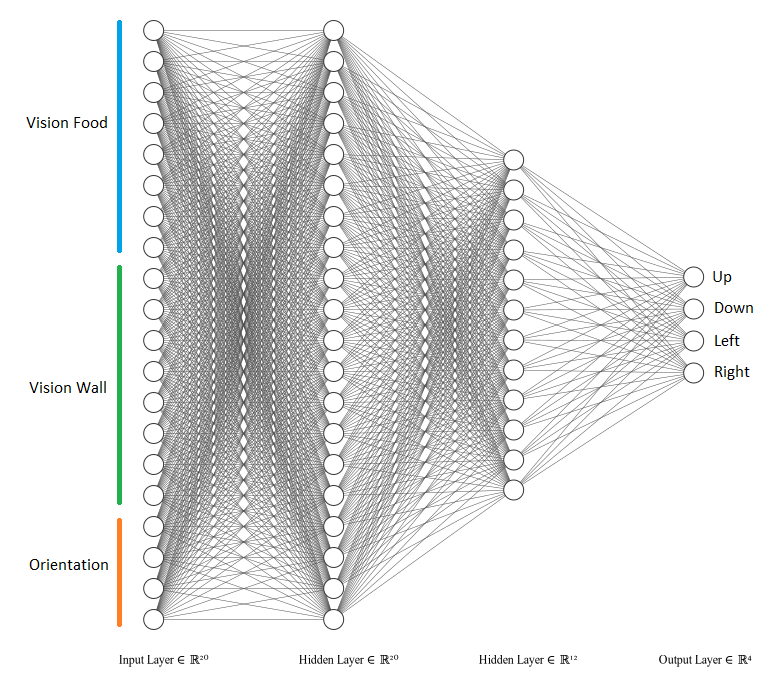 Vision Food
Vision Wall
Orientation
Up
Down
Left
Right
Input Layer ∈ ℝ²⁰
Hidden Layer ∈ ℝ²⁰
Hidden Layer ∈ ℝ¹²
Output Layer ∈ ℝ⁴